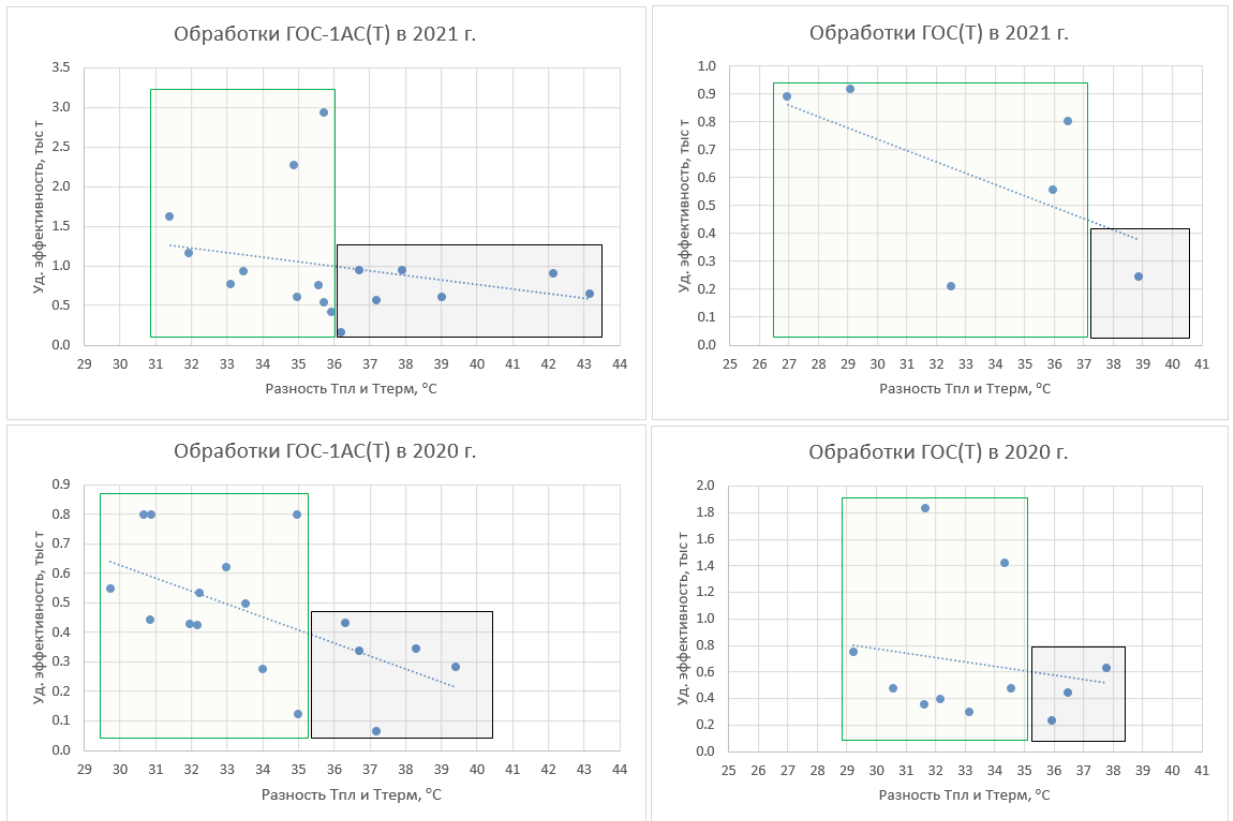 Обработки ГОС-1АС(Т) в 2021 г.
Уд. эффективность, тыс т
3.5
3.0
2.5
2.0
1.5
1.0
0.5
0.0
29 30 31 32 33 34 35 36 37 38 39 40 41 42 43 44
Разность Тпл и Ттерм, °С
Обработки ГОС(Т) в 2021 г.
Уд. эффективность, тыс т
1.0
0.9
0.8
0.7
0.6
0.5
0.4
0.3
0.2
0.1
0.0
25 26 27 28 29 30 31 32 33 34 35 36 37 38 39 40 41
Разность Тпл и Ттерм, °С
Обработки ГОС-1АС(Т) в 2020 г.
Уд. эффективность, тыс т
0.9
0.8
0.7
0.6
0.5
0.4
0.3
0.2
0.1
0.0
29 30 31 32 33 34 35 36 37 38 39 40 41 42 43 44
Разность Тпл и Ттерм, °С
Обработки ГОС(Т) в 2020 г.
Уд. эффективность, тыс т
2.0
1.8
1.6
1.4
1.2
1.0
0.8
0.6
0.4
0.2
0.0
25 26 27 28 29 30 31 32 33 34 35 36 37 38 39 40 41
Разность Тпл и Ттерм, °С